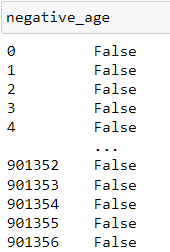 negative_age
0 False
1 False
2 False
3 False
4 False
...
901352 False
901353 False
901354 False
901355 False
901356 False